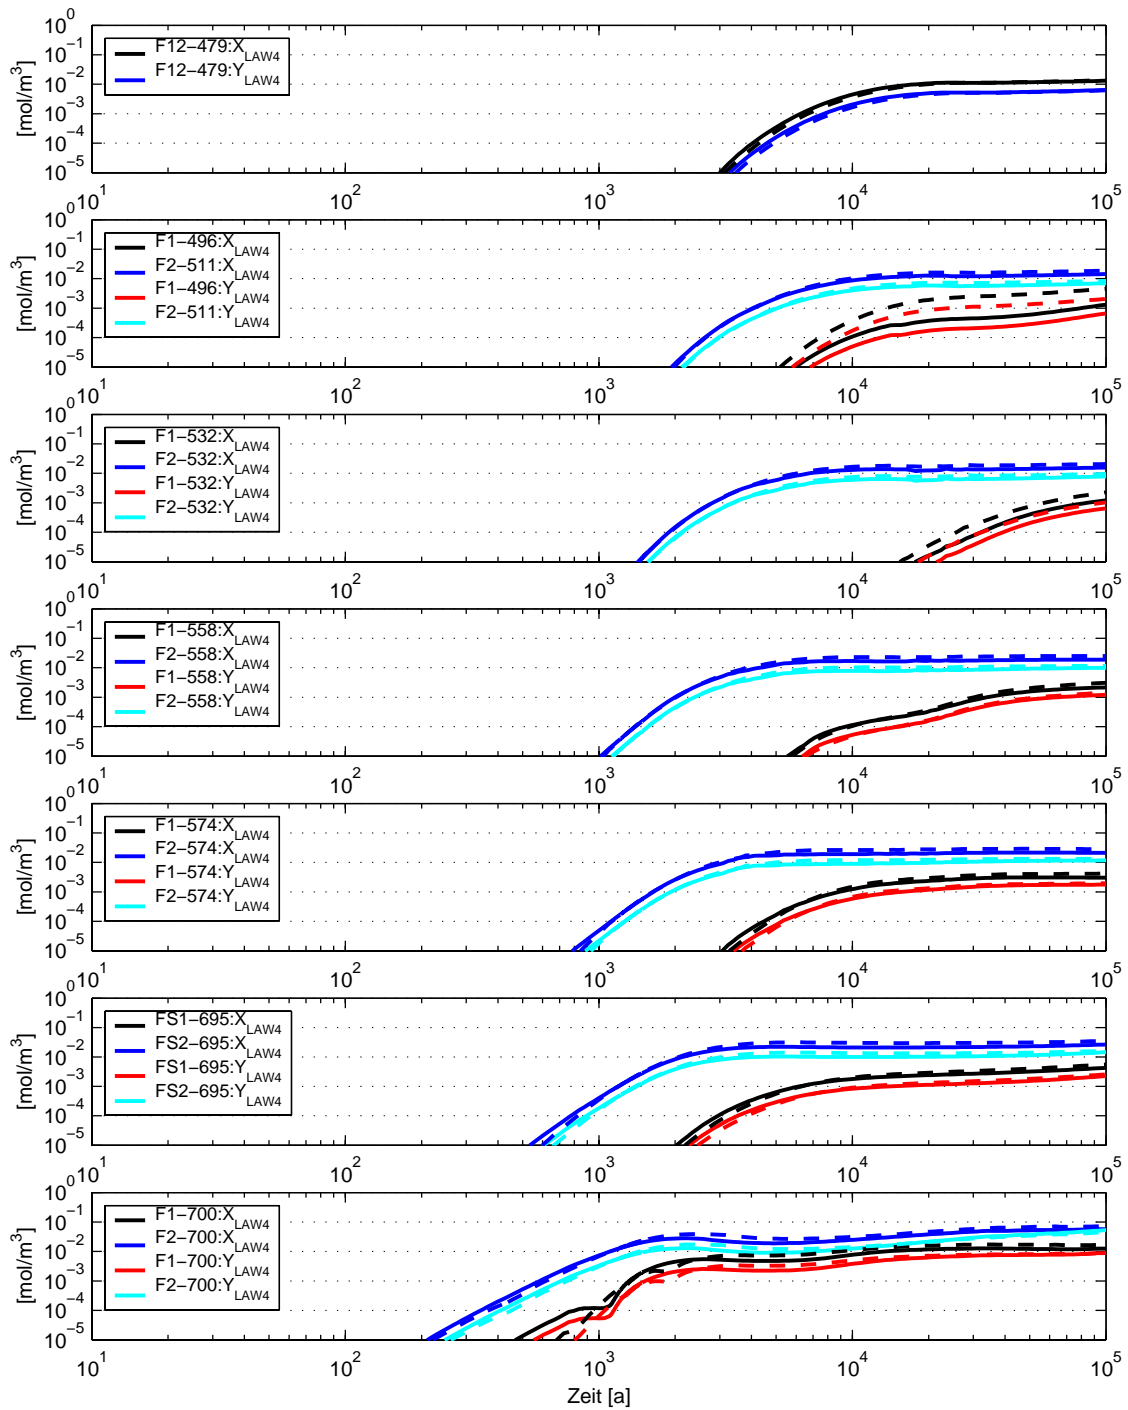 10^0
10^-1
10^-2
10^-3
10^-4
10^-5
[mol/m^3]
F12-479:X_LAW4
F12-479:Y_LAW4
10^1 10^2 10^3 10^4 10^5
10^0
10^-1
10^-2
10^-3
10^-4
10^-5
[mol/m^3]
F1-496:X_LAW4
F2-511:X_LAW4
F1-496:Y_LAW4
F2-511:Y_LAW4
10^1 10^2 10^3 10^4 10^5
10^0
10^-1
10^-2
10^-3
10^-4
10^-5
[mol/m^3]
F1-532:X_LAW4
F2-532:X_LAW4
F1-532:Y_LAW4
F2-532:Y_LAW4
10^1 10^2 10^3 10^4 10^5
10^0
10^-1
10^-2
10^-3
10^-4
10^-5
[mol/m^3]
F1-558:X_LAW4
F2-558:X_LAW4
F1-558:Y_LAW4
F2-558:Y_LAW4
10^1 10^2 10^3 10^4 10^5
10^0
10^-1
10^-2
10^-3
10^-4
10^-5
[mol/m^3]
F1-574:X_LAW4
F2-574:X_LAW4
F1-574:Y_LAW4
F2-574:Y_LAW4
10^1 10^2 10^3 10^4 10^5
10^0
10^-1
10^-2
10^-3
10^-4
10^-5
[mol/m^3]
FS1-695:X_LAW4
FS2-695:X_LAW4
FS1-695:Y_LAW4
FS2-695:Y_LAW4
10^1 10^2 10^3 10^4 10^5
10^0
10^-1
10^-2
10^-3
10^-4
10^-5
[mol/m^3]
F1-700:X_LAW4
F2-700:X_LAW4
F1-700:Y_LAW4
F2-700:Y_LAW4
10^1 10^2 10^3 10^4 10^5
Zeit [a]